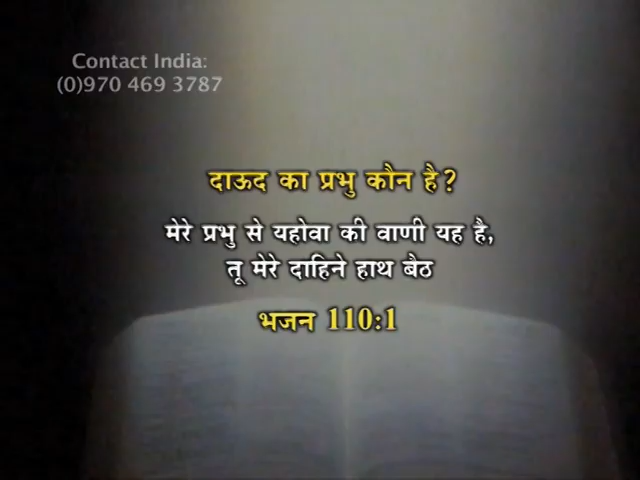 Contact India:
(0)970 469 3787
दाऊद का प्रभु कौन है?
मेरे प्रभु से यहोवा की वाणी यह है,
तू मेरे दाहिने हाथ बैठ
भजन 110:1